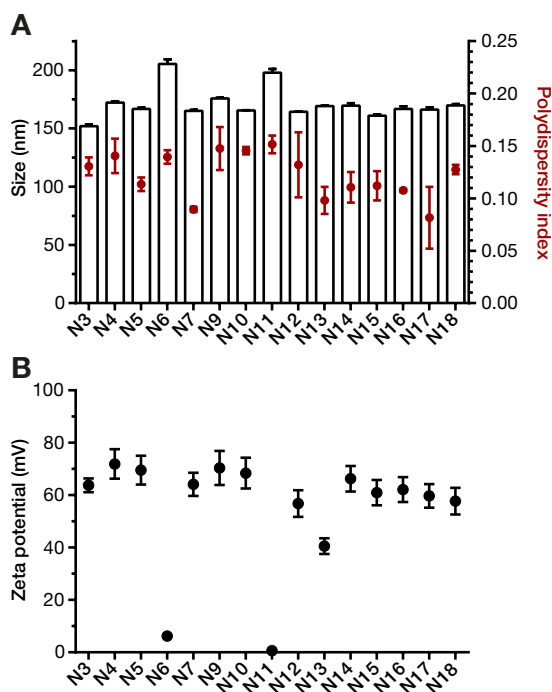 A
Size (nm)
200
150
100
50
0
0.25
0.20
0.15
0.10
0.05
0.00
Polydispersity index
N3 N4 N5 N6 N7 N9 N10 N11 N12 N13 N14 N15 N16 N17 N18
B
Zeta potential (mV)
100
80
60
40
20
0
N3 N4 N5 N6 N7 N9 N10 N11 N12 N13 N14 N15 N16 N17 N18